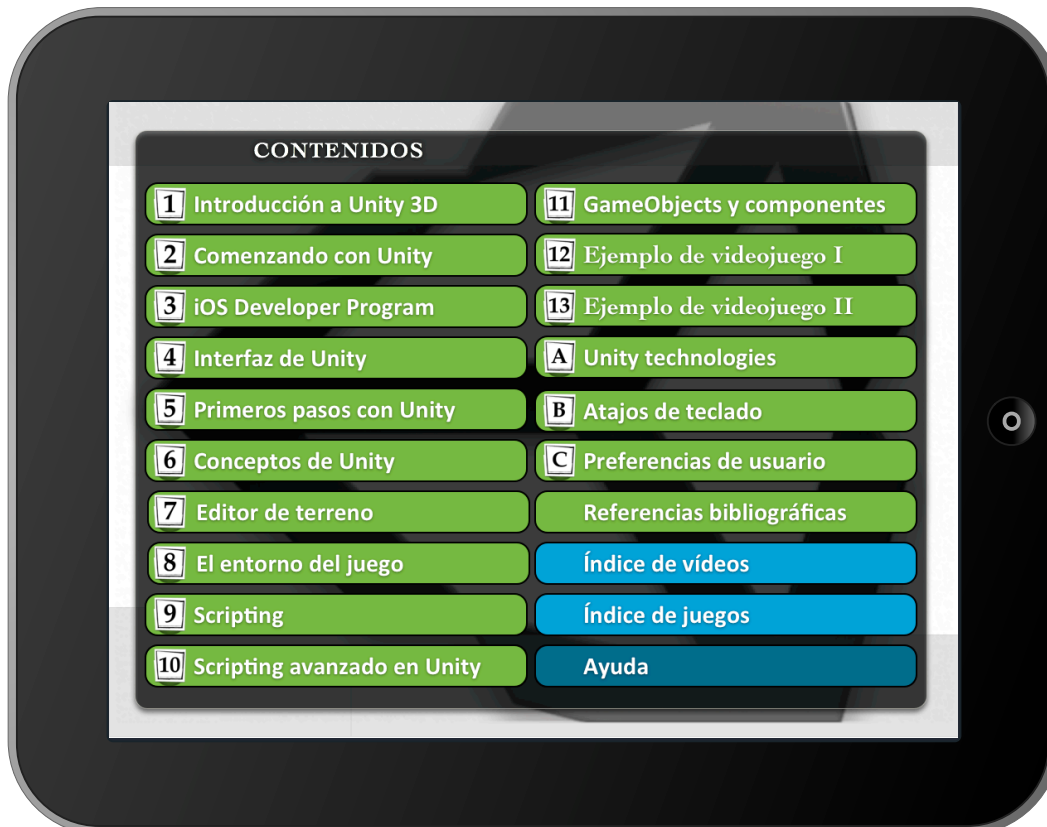 CONTENIDOS
1 Introducción a Unity 3D
2 Comenzando con Unity
3 iOS Developer Program
4 Interfaz de Unity
5 Primeros pasos con Unity
6 Conceptos de Unity
7 Editor de terreno
8 El entorno del juego
9 Scripting
10 Scripting avanzado en Unity
11 GameObjects y componentes
12 Ejemplo de videojuego I
13 Ejemplo de videojuego II
A Unity technologies
B Atajos de teclado
C Preferencias de usuario
Referencias bibliográficas
Índice de vídeos
Índice de juegos
Ayuda